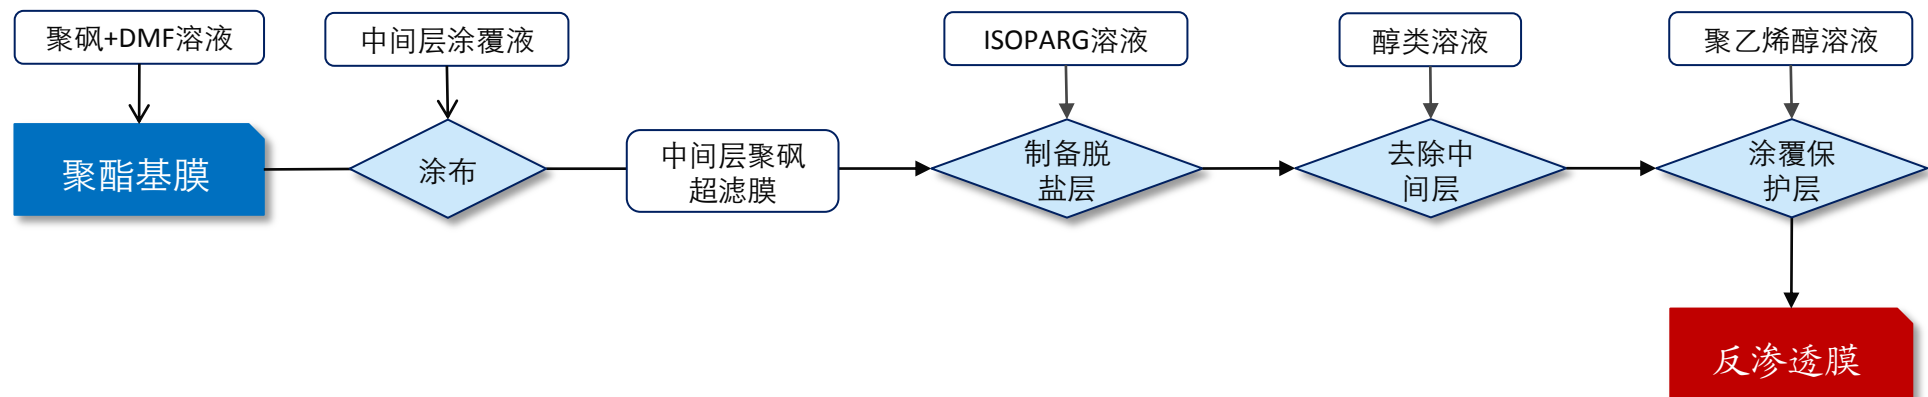 聚砜+DMF溶液
中间层涂覆液
ISOPARG溶液
醇类溶液
聚乙烯醇溶液
聚酯基膜
涂布
中间层聚砜
超滤膜
制备脱
盐层
去除中
间层
涂覆保
护层
反渗透膜